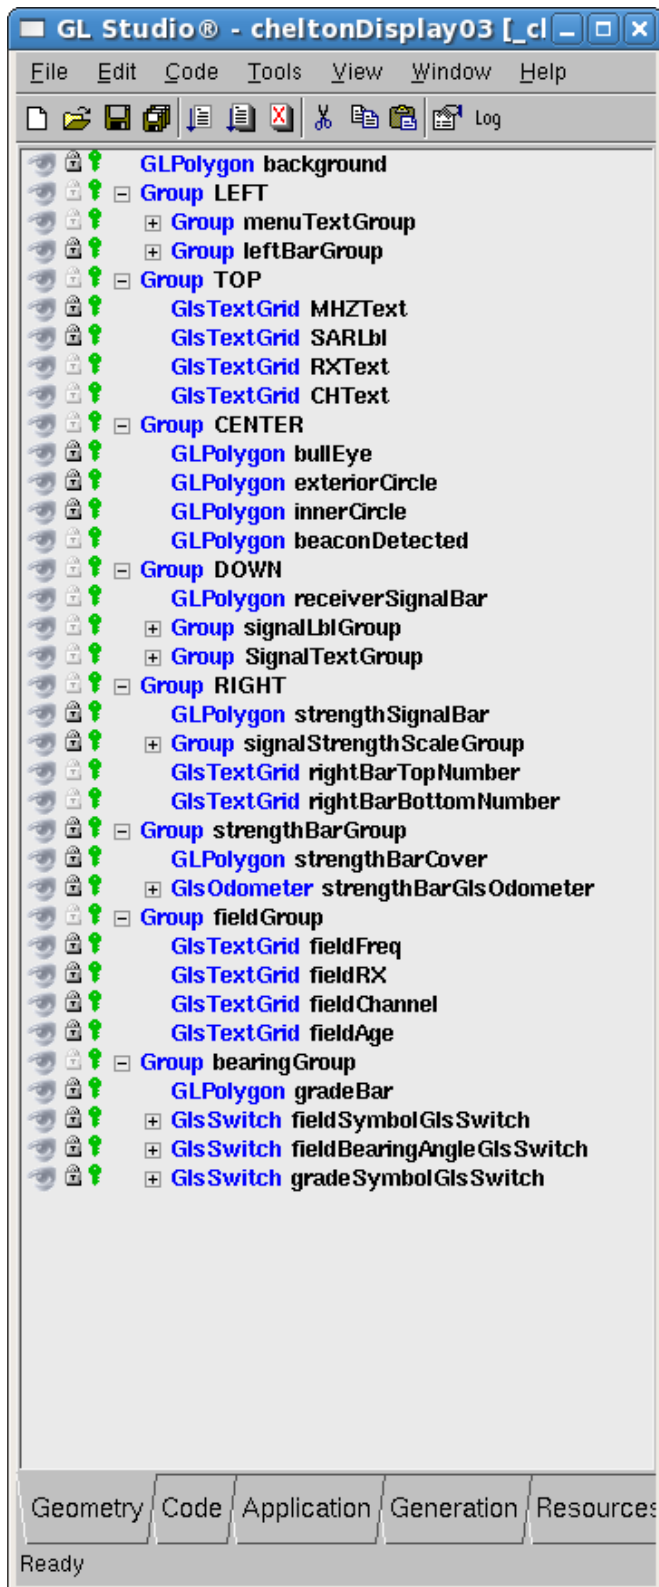 GL Studio® - cheltonDisplay03 [_cl
File Edit Code Tools View Window Help
Log
GLPolygon background
Group LEFT
Group menuTextGroup
Group leftBarGroup
Group TOP
GlsTextGrid MHZText
GlsTextGrid SARLbl
GlsTextGrid RXText
GlsTextGrid CHText
Group CENTER
GLPolygon bullEye
GLPolygon exteriorCircle
GLPolygon innerCircle
GLPolygon beaconDetected
Group DOWN
GLPolygon receiverSignalBar
Group signalLblGroup
Group SignalTextGroup
Group RIGHT
GLPolygon strengthSignalBar
Group signalStrengthScaleGroup
GlsTextGrid rightBarTopNumber
GlsTextGrid rightBarBottomNumber
Group strengthBarGroup
GLPolygon strengthBarCover
GlsOdometer strengthBarGlsOdometer
Group fieldGroup
GlsTextGrid fieldFreq
GlsTextGrid fieldRX
GlsTextGrid fieldChannel
GlsTextGrid fieldAge
Group bearingGroup
GLPolygon gradeBar
GlsSwitch fieldSymbolGlsSwitch
GlsSwitch fieldBearingAngleGlsSwitch
GlsSwitch gradeSymbolGlsSwitch
Geometry Code Application Generation Resources
Ready